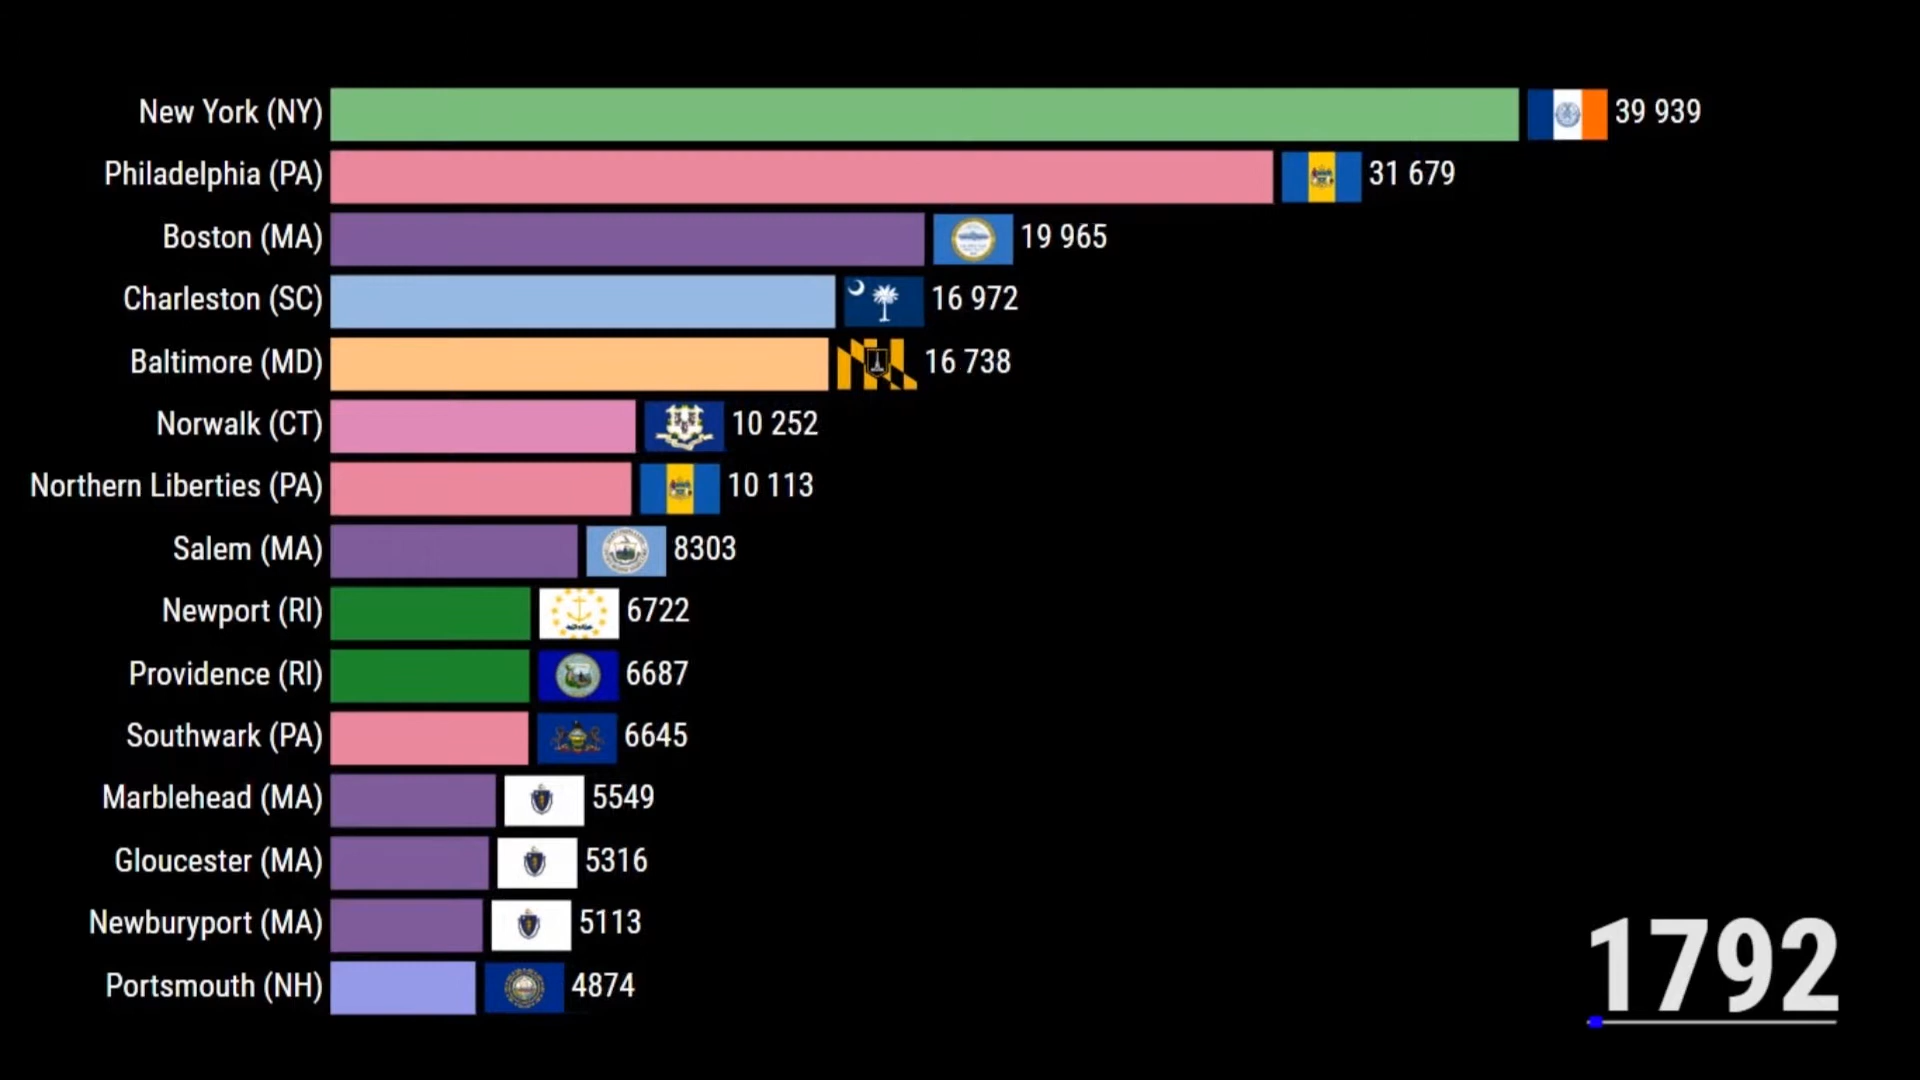 New York (NY) 39 939
Philadelphia (PA) 31 679
Boston (MA) 19 965
Charleston (SC) 16 972
Baltimore (MD) 16 738
Norwalk (CT) 10 252
Northern Liberties (PA) 10 113
Salem (MA) 8303
Newport (RI) 6722
Providence (RI) 6687
Southwark (PA) 6645
Marblehead (MA) 5549
Gloucester (MA) 5316
Newburyport (MA) 5113
Portsmouth (NH) 4874
1792